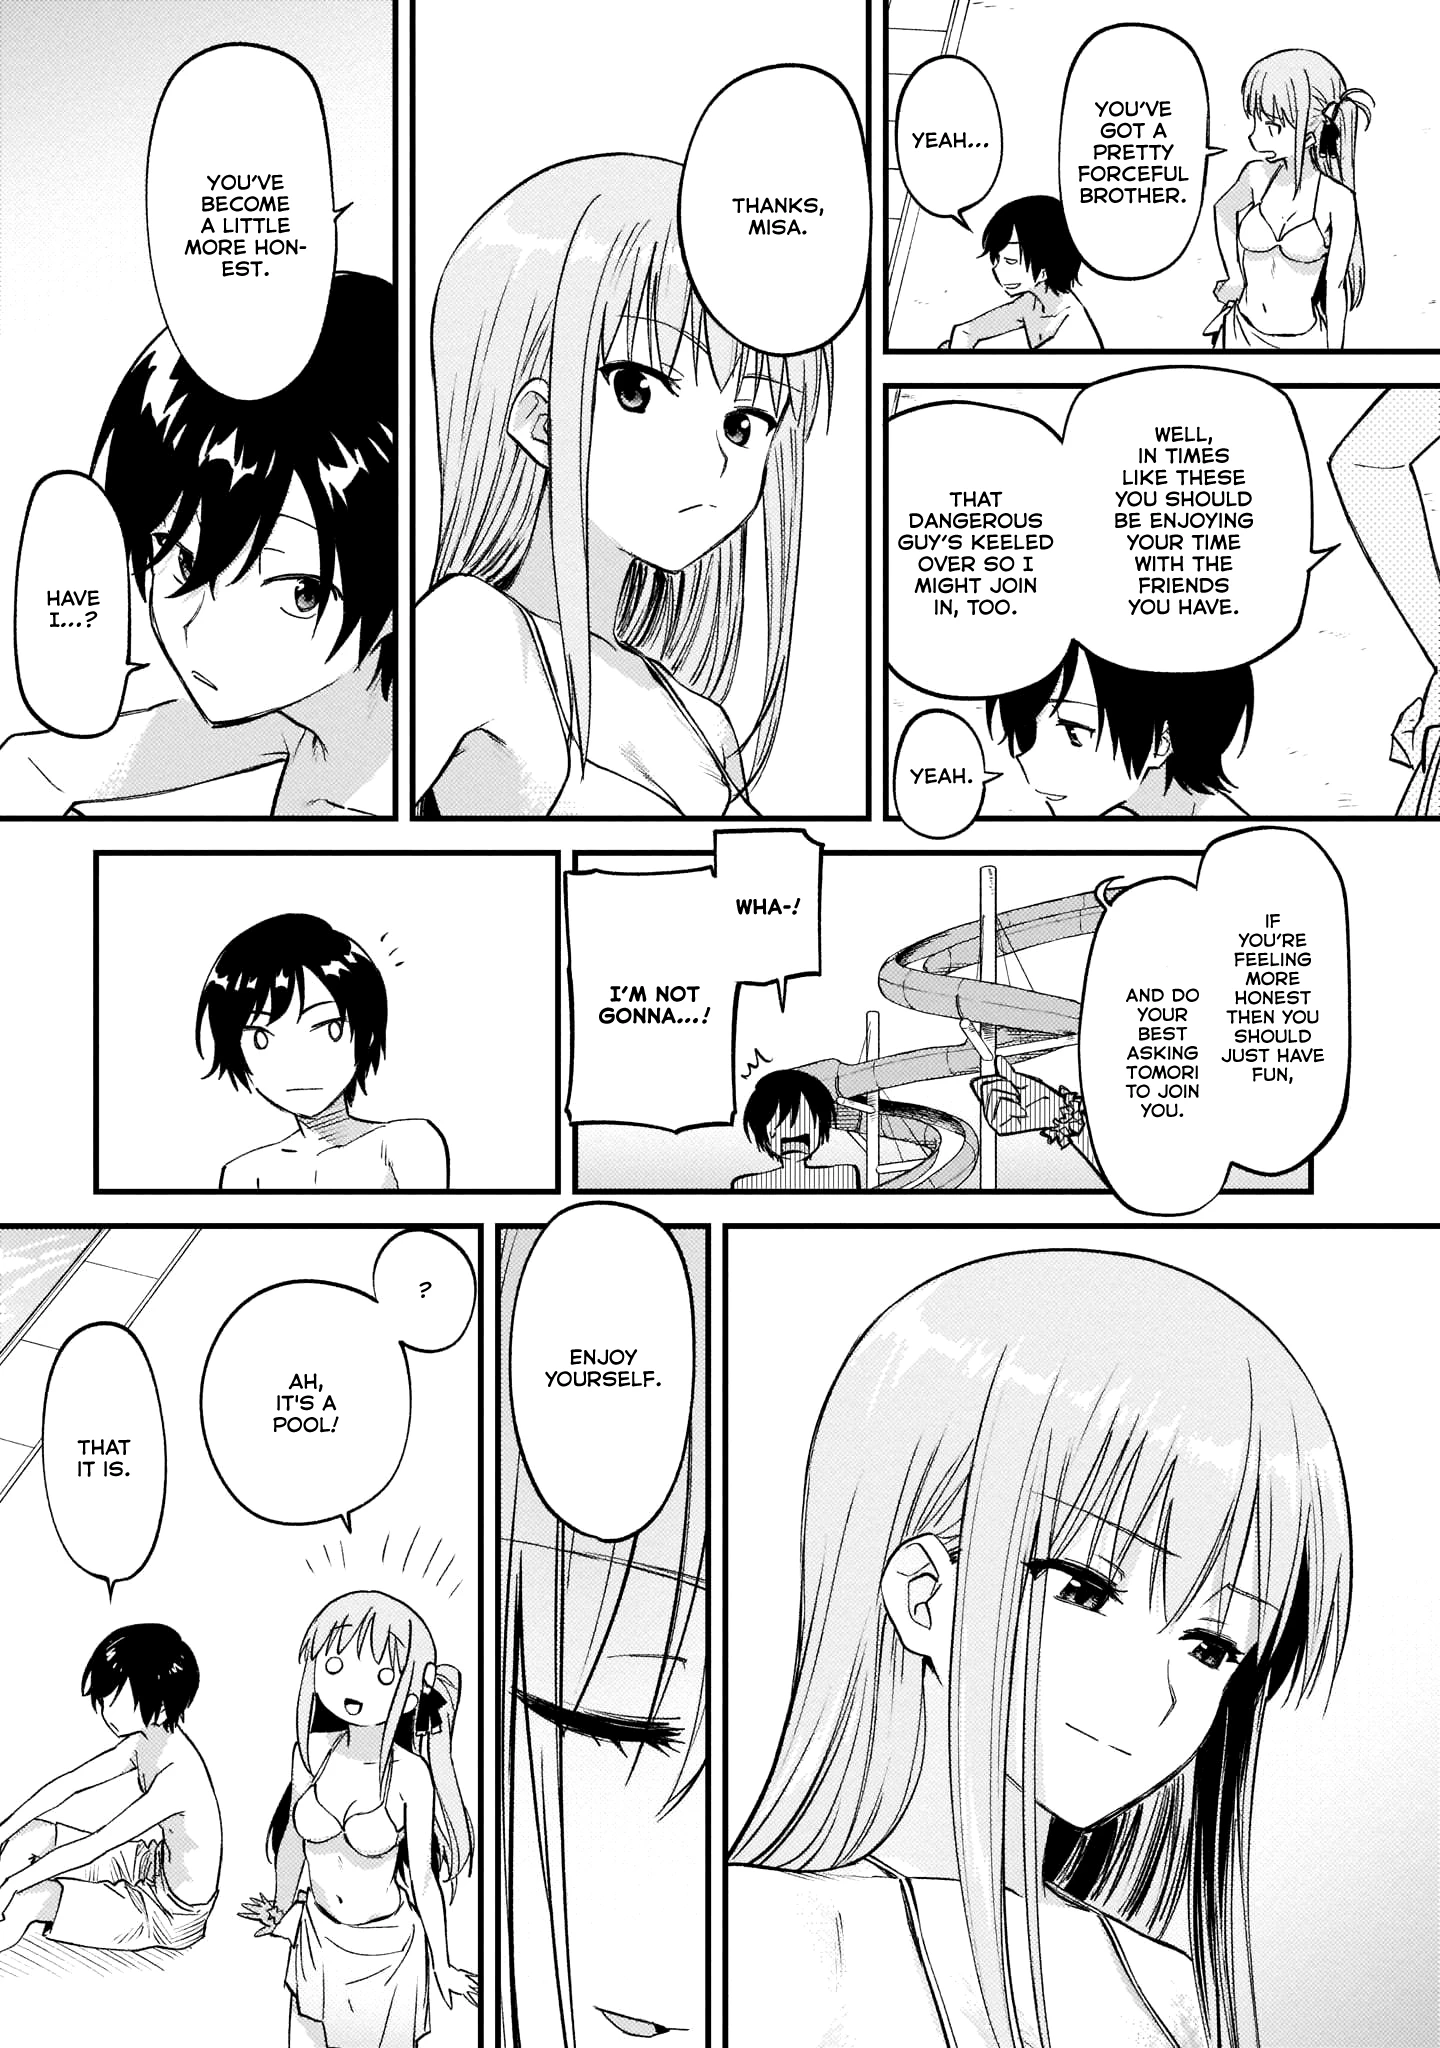 YOU'VE
GOT A
PRETTY
FORCEFUL
BROTHER.
YEAH...
WELL,
IN TIMES
LIKE THESE
YOU SHOULD
BE ENJOYING
YOUR TIME
WITH THE
FRIENDS
YOU HAVE.
THAT
DANGEROUS
GUY'S KEELED
OVER SO I
MIGHT JOIN
IN, TOO.
YEAH.
THANKS,
MISA.
YOU'VE
BECOME
A LITTLE
MORE HON-
EST.
HAVE
I...?
IF
YOU'RE
FEELING
MORE
HONEST
THEN YOU
SHOULD
JUST HAVE
FUN,
AND DO
YOUR
BEST
ASKING
TOMORI
TO JOIN
YOU.
WHA-!
I'M NOT
GONNA...!
ENJOY
YOURSELF.
?
AH,
IT'S A
POOL!
THAT
IT IS.